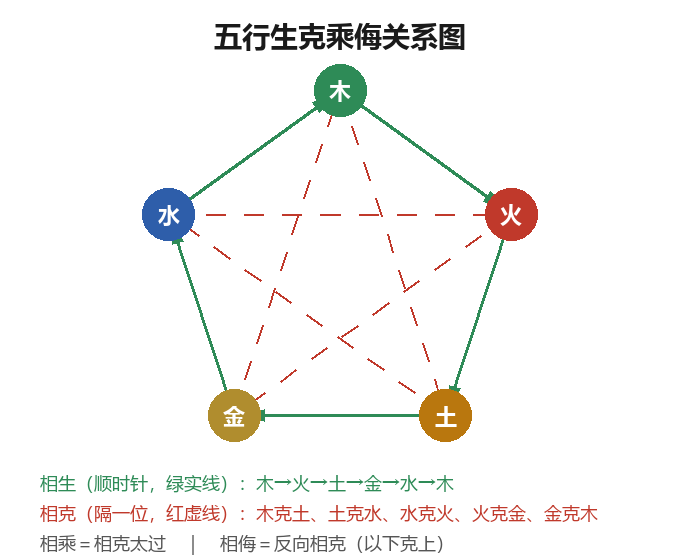 五行生克乘侮关系图
木
水
火
金
土
相生（顺时针，绿实线）：木→火→土→金→水→木
相克（隔一位，红虚线）：木克土、土克水、水克火、火克金、金克木
相乘＝相克太过　|　相侮＝反向相克（以下克上）